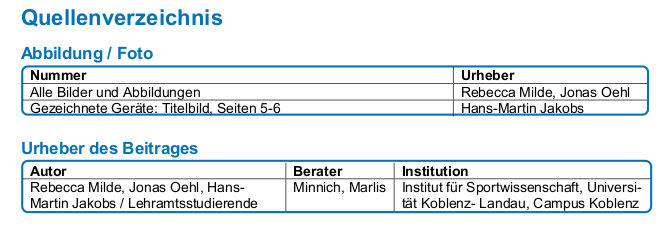 Quellenverzeichnis
Abbildung / Foto
Nummer Urheber
Alle Bilder und Abbildungen Rebecca Milde, Jonas Oehl
Gezeichnete Geräte: Titelbild, Seiten 5-6 Hans-Martin Jakobs
Urheber des Beitrages
Autor Berater Institution
Rebecca Milde, Jonas Oehl, Hans- Minnich, Marlis Institut für Sportwissenschaft, Universi-
Martin Jakobs / Lehramtsstudierende tät Koblenz- Landau, Campus Koblenz